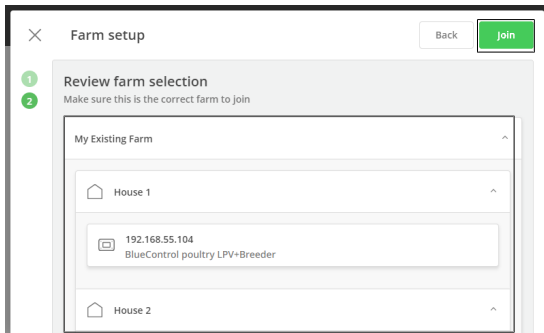 Farm setup
Back
Join
1
Review farm selection
2
Make sure this is the correct farm to join
My Existing Farm
House 1
192.168.55.104
BlueControl poultry LPV+Breeder
House 2